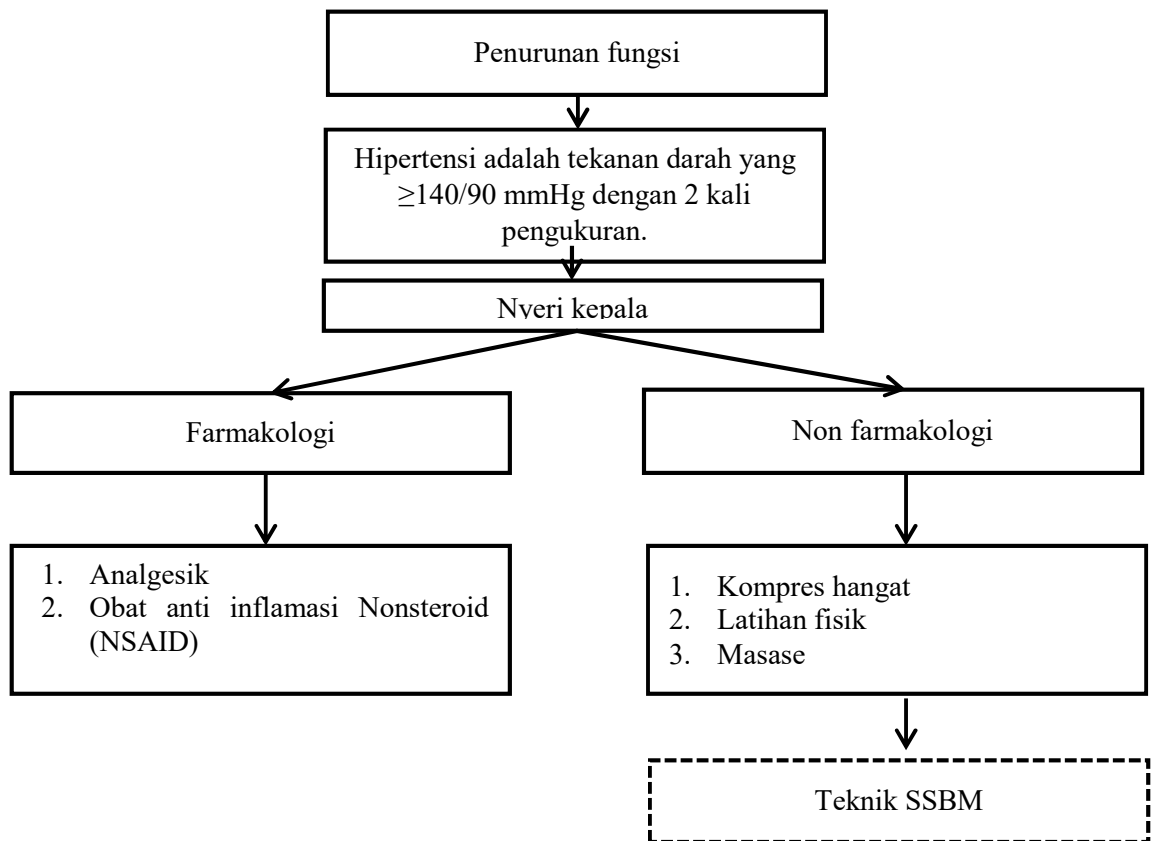 Penurunan fungsi
Hipertensi adalah tekanan darah yang
≥140/90 mmHg dengan 2 kali
pengukuran.
Nyeri kepala
Farmakologi
Non farmakologi
1. Analgesik
2. Obat anti inflamasi Nonsteroid
(NSAID)
1. Kompres hangat
2. Latihan fisik
3. Masase
Teknik SSBM